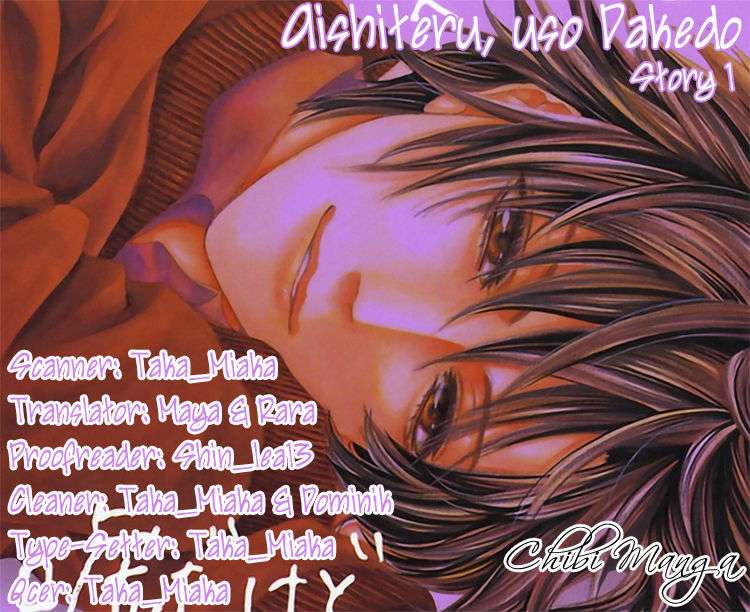 Aishiteru, uso Dakedo
Story 1
Scanner: Taka_Miaka
Translator: Maya & Rara
Proofreader: Shin_lea13
Cleaner: Taka_Miaka & Dominik
Type-Setter: Taka_Miaka
Qcer: Taka_Miaka
Chibi Manga